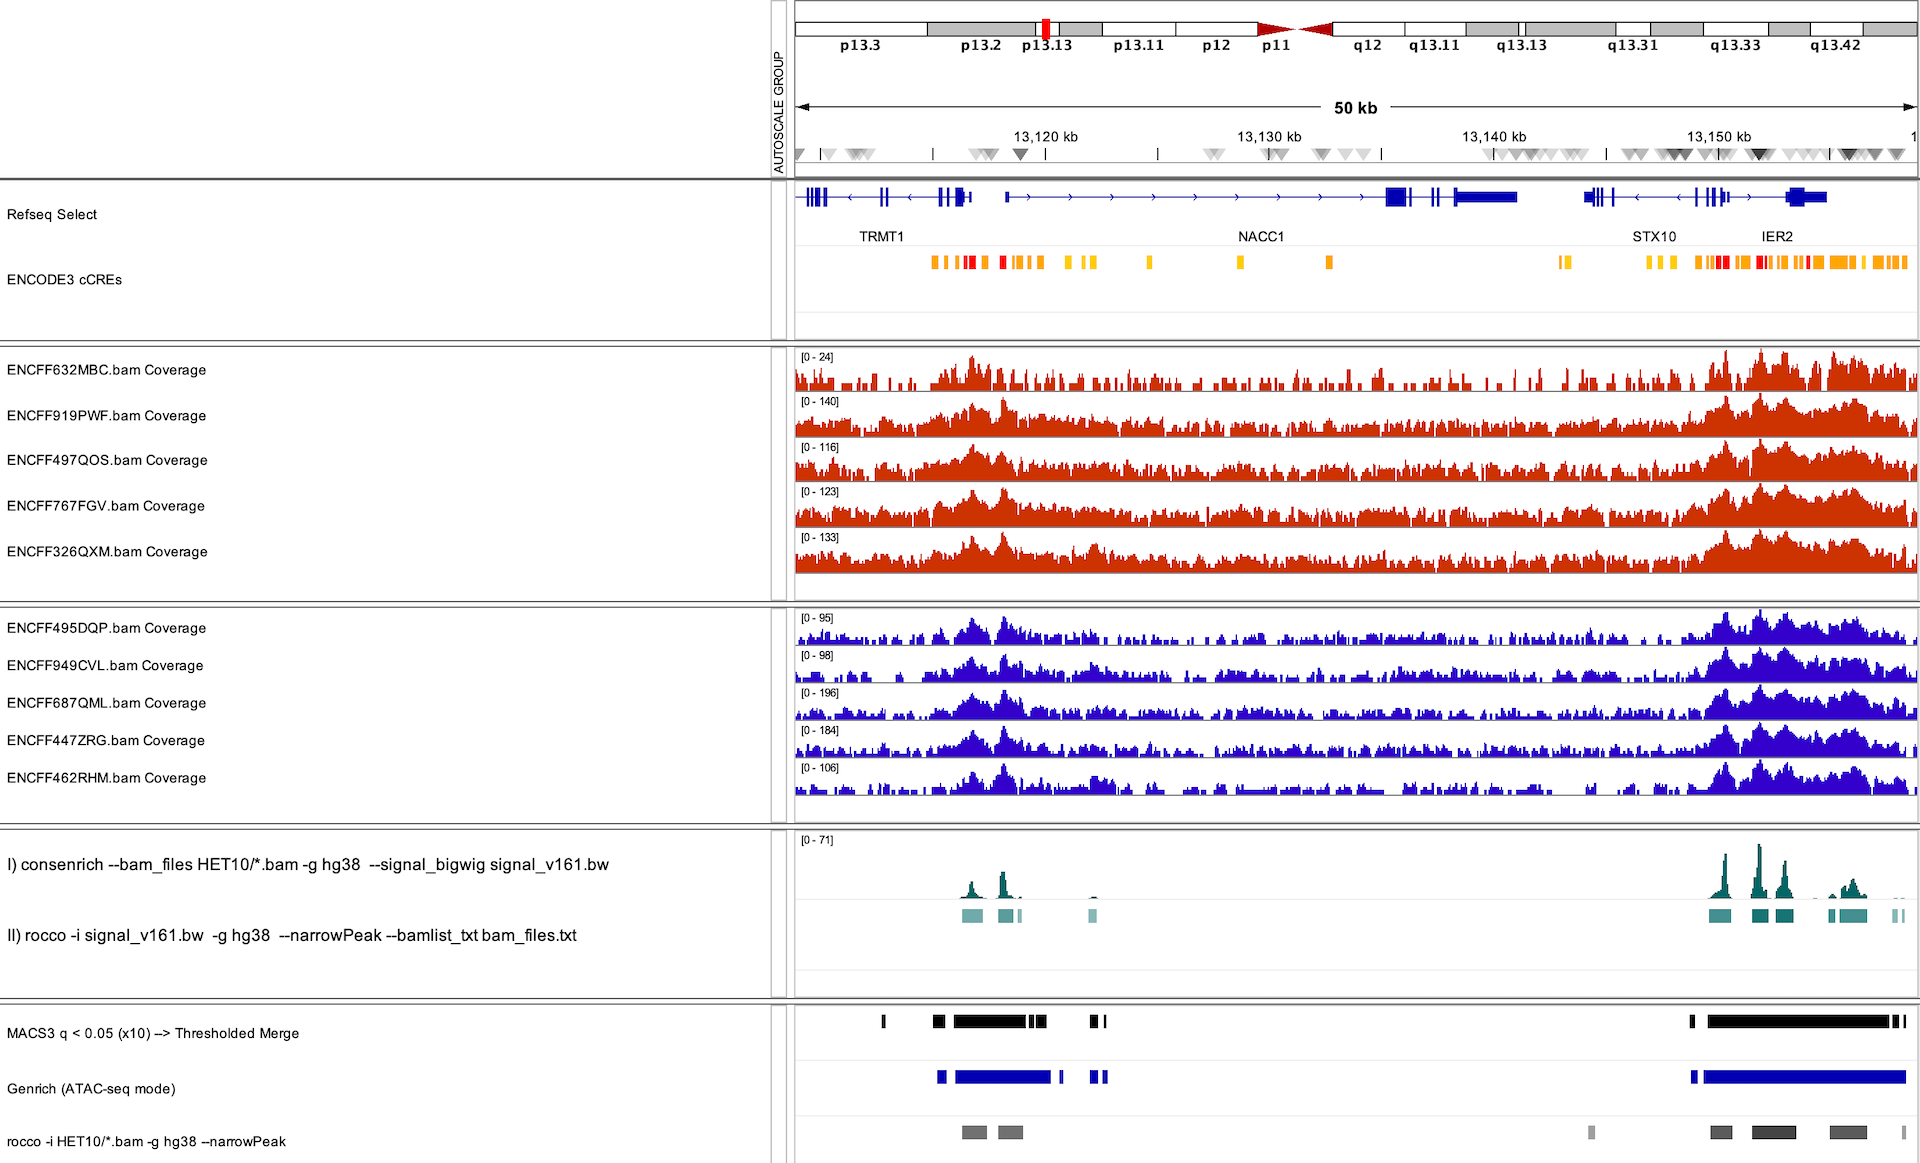 p13.3 p13.2 p13.13 p13.11 p12 p11 q12 q13.11 q13.13 q13.31 q13.33 q13.42
AUTOSCALE GROUP
50 kb
13,120 kb 13,130 kb 13,140 kb 13,150 kb 1
Refseq Select
TRMT1 NACC1 STX10 IER2
ENCODE3 cCREs
ENCFF632MBC.bam Coverage [0 - 24]
ENCFF919PWF.bam Coverage [0 - 140]
ENCFF497QOS.bam Coverage [0 - 116]
ENCFF767FGV.bam Coverage [0 - 123]
ENCFF326QXM.bam Coverage [0 - 133]
ENCFF495DQP.bam Coverage [0 - 95]
ENCFF949CVL.bam Coverage [0 - 98]
ENCFF687QML.bam Coverage [0 - 196]
ENCFF447ZRG.bam Coverage [0 - 184]
ENCFF462RHM.bam Coverage [0 - 106]
[0 - 71]
I) consenrich --bam_files HET10/*.bam -g hg38 --signal_bigwig signal_v161.bw
II) rocco -i signal_v161.bw -g hg38 --narrowPeak --bamlist_txt bam_files.txt
MACS3 q < 0.05 (x10) --> Thresholded Merge
Genrich (ATAC-seq mode)
rocco -i HET10/*.bam -g hg38 --narrowPeak